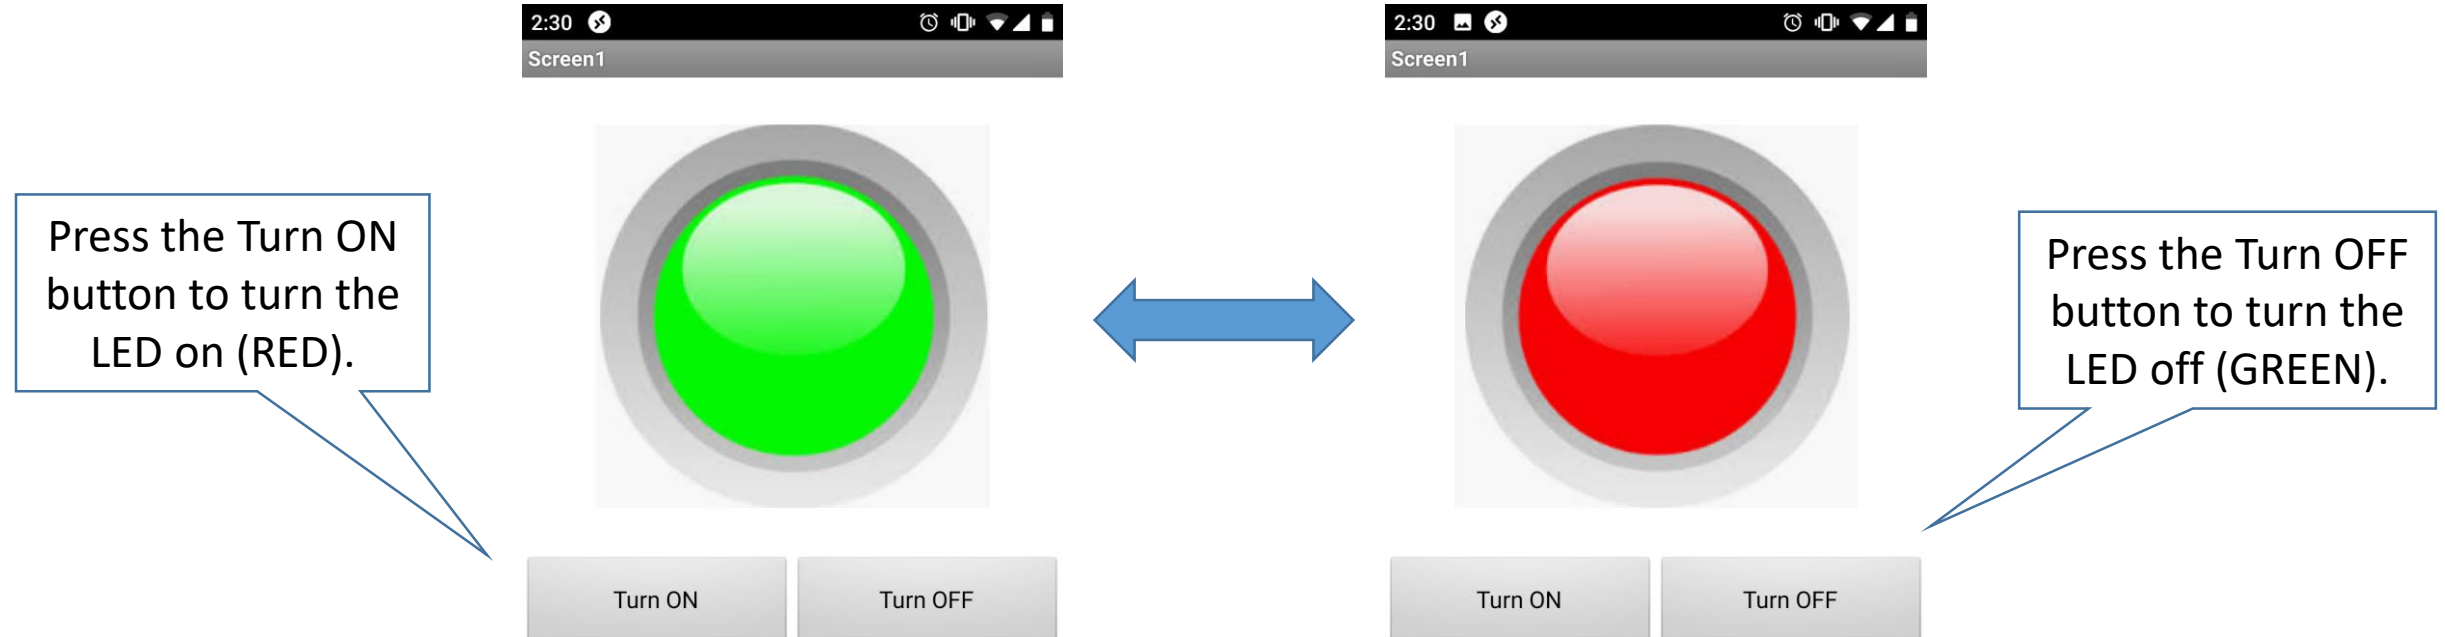 2:30
Screen1
Press the Turn ON
button to turn the
LED on (RED).
Turn ON
Turn OFF
2:30
Screen1
Press the Turn OFF
button to turn the
LED off (GREEN).
Turn ON
Turn OFF